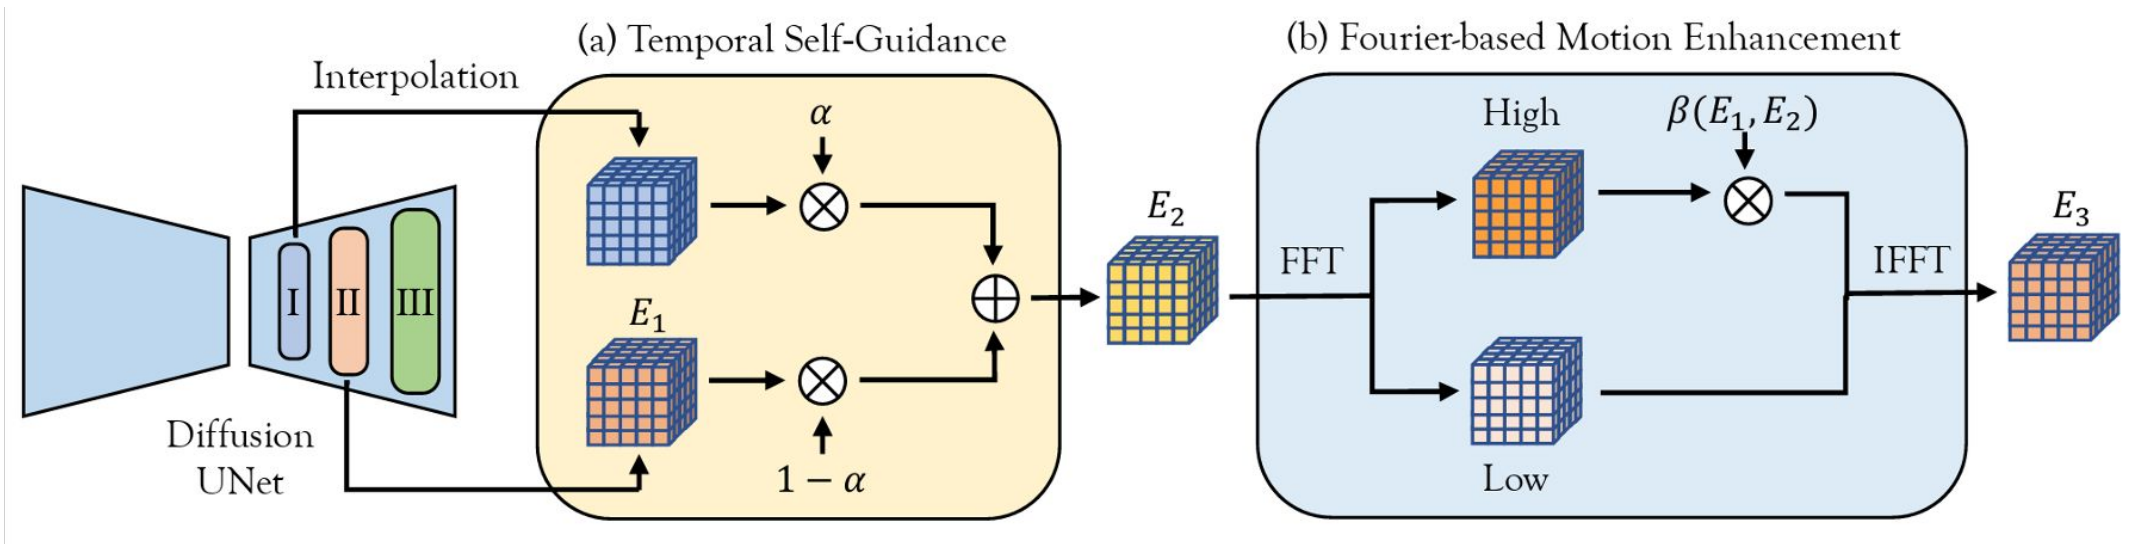 (a) Temporal Self-Guidance
(b) Fourier-based Motion Enhancement
Interpolation
α
High
β(E₁, E₂)
E₂
E₃
I
II
III
E₁
FFT
IFFT
Diffusion
UNet
1 − α
Low